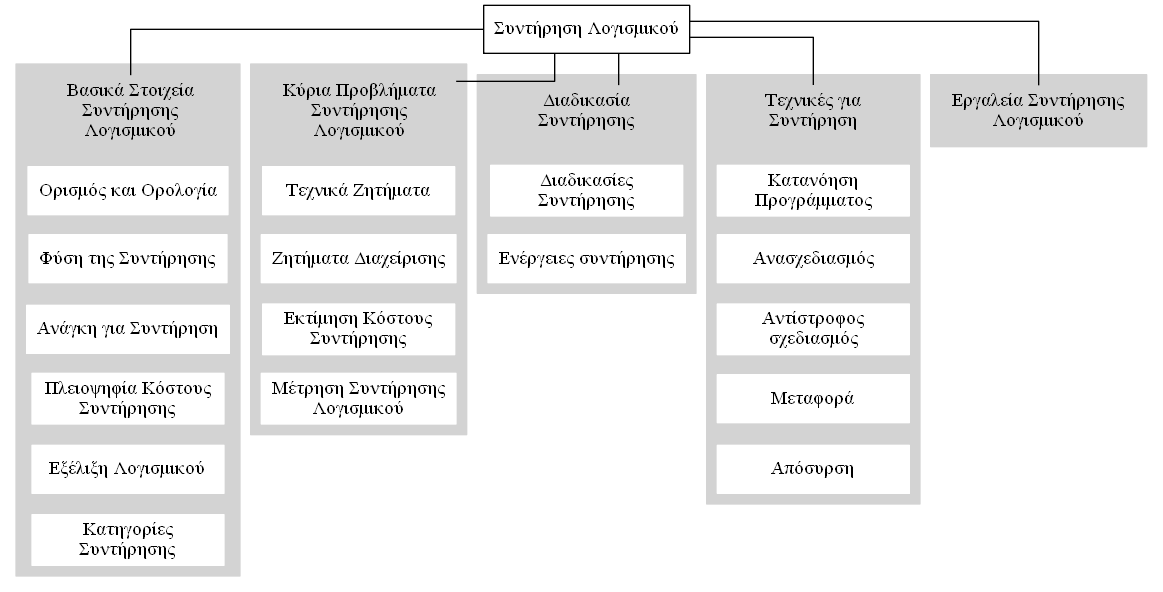 Συντήρηση Λογισμικού
Βασικά Στοιχεία
Συντήρησης
Λογισμικού
Ορισμός και Ορολογία
Φύση της Συντήρησης
Ανάγκη για Συντήρηση
Πλειοψηφία Κόστους
Συντήρησης
Εξέλιξη Λογισμικού
Κατηγορίες
Συντήρησης
Κύρια Προβλήματα
Συντήρησης
Λογισμικού
Τεχνικά Ζητήματα
Ζητήματα Διαχείρισης
Εκτίμηση Κόστους
Συντήρησης
Μέτρηση Συντήρησης
Λογισμικού
Διαδικασία
Συντήρησης
Διαδικασίες
Συντήρησης
Ενέργειες συντήρησης
Τεχνικές για
Συντήρηση
Κατανόηση
Προγράμματος
Ανασχεδιασμός
Αντίστροφος
σχεδιασμός
Μεταφορά
Απόσυρση
Εργαλεία Συντήρησης
Λογισμικού